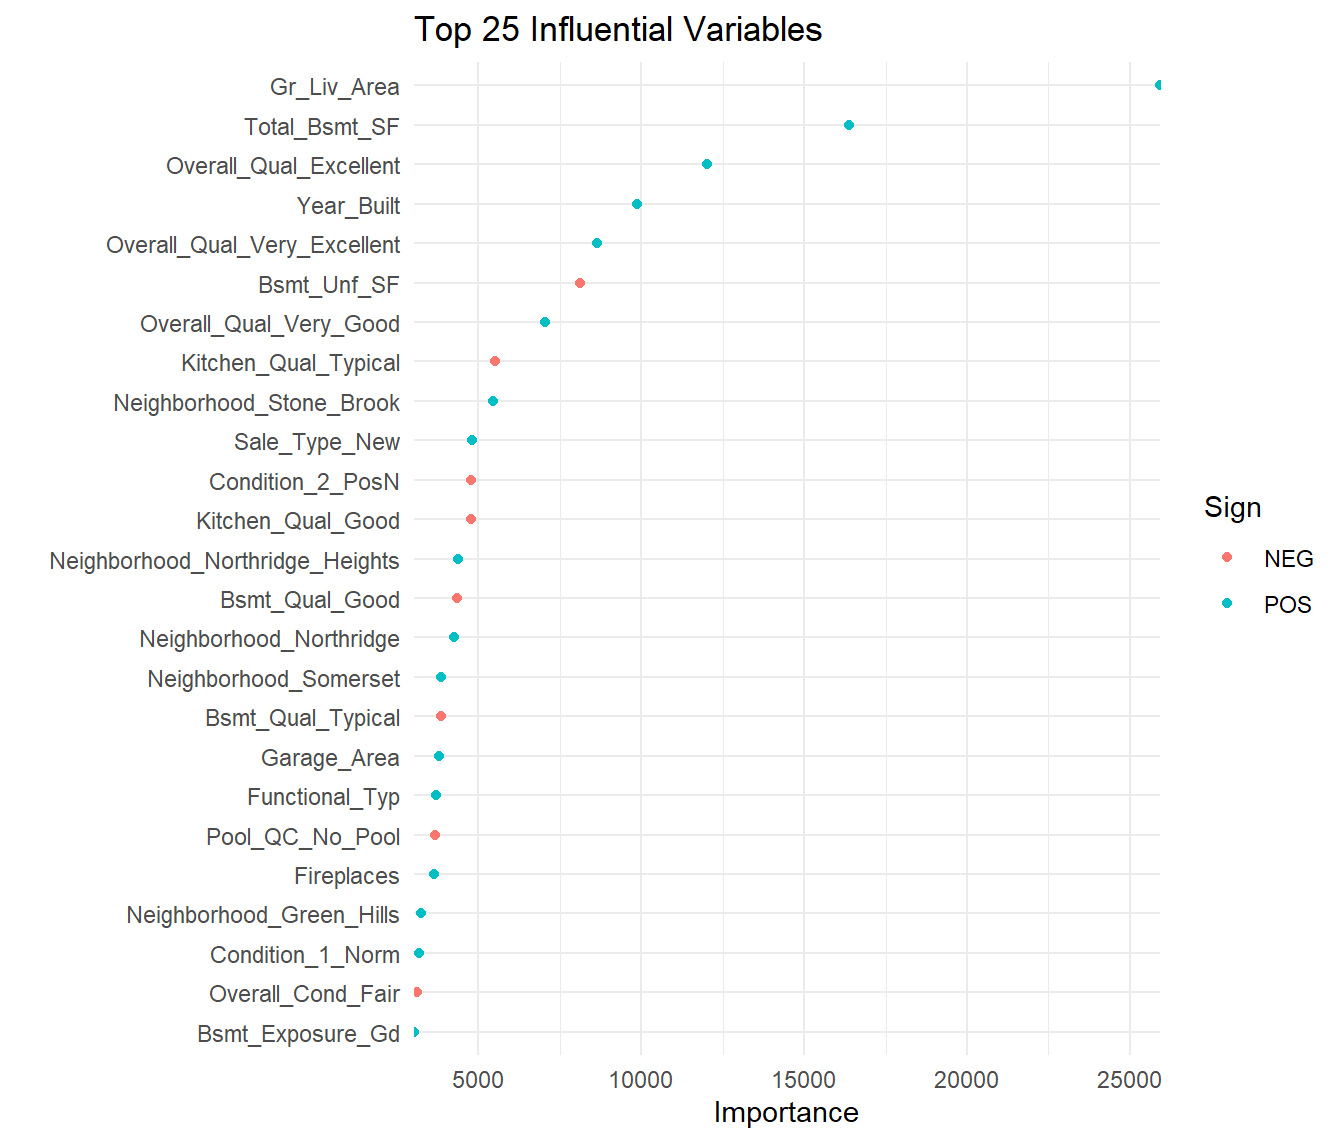 Top 25 Influential Variables
Gr_Liv_Area
Total_Bsmt_SF
Overall_Qual_Excellent
Year_Built
Overall_Qual_Very_Excellent
Bsmt_Unf_SF
Overall_Qual_Very_Good
Kitchen_Qual_Typical
Neighborhood_Stone_Brook
Sale_Type_New
Condition_2_PosN
Kitchen_Qual_Good
Neighborhood_Northridge_Heights
Bsmt_Qual_Good
Neighborhood_Northridge
Neighborhood_Somerset
Bsmt_Qual_Typical
Garage_Area
Functional_Typ
Pool_QC_No_Pool
Fireplaces
Neighborhood_Green_Hills
Condition_1_Norm
Overall_Cond_Fair
Bsmt_Exposure_Gd
5000 10000 15000 20000 25000
Importance
Sign
NEG
POS